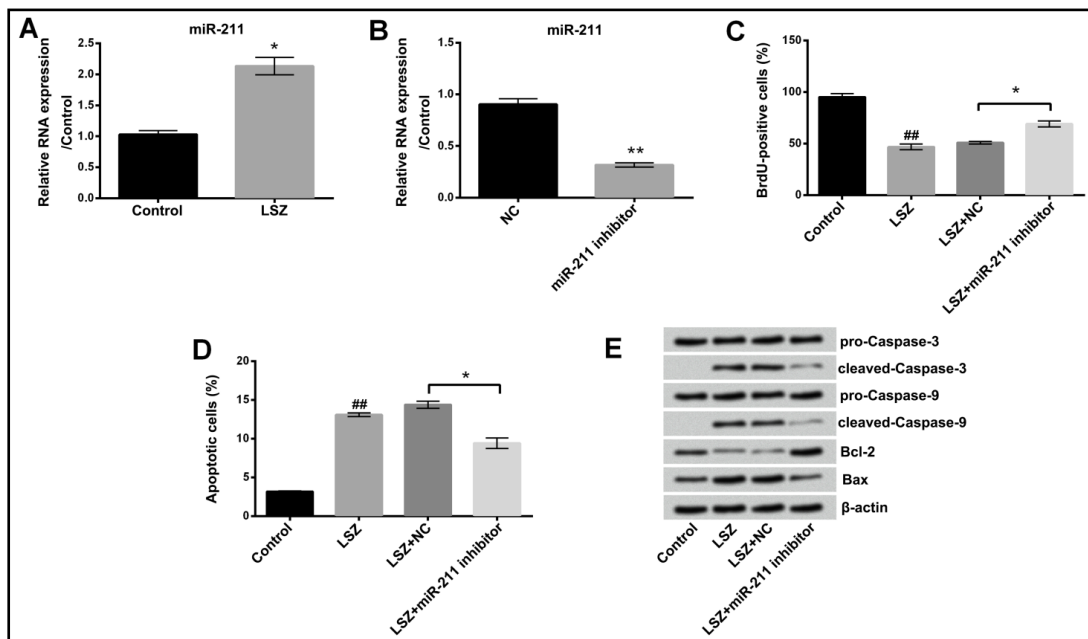 A
miR-211
Relative RNA expression
/Control
2.5
2.0
1.5
1.0
0.5
0.0
*
Control
LSZ
B
miR-211
Relative RNA expression
/Control
1.5
1.0
0.5
0.0
**
NC
miR-211 inhibitor
C
BrdU-positive cells (%)
150
100
50
0
##
*
Control
LSZ
LSZ+NC
LSZ+miR-211 inhibitor
D
Apoptotic cells (%)
20
15
10
5
0
##
*
Control
LSZ
LSZ+NC
LSZ+miR-211 inhibitor
E
pro-Caspase-3
cleaved-Caspase-3
pro-Caspase-9
cleaved-Caspase-9
Bcl-2
Bax
β-actin
Control
LSZ
LSZ+NC
LSZ+miR-211 inhibitor